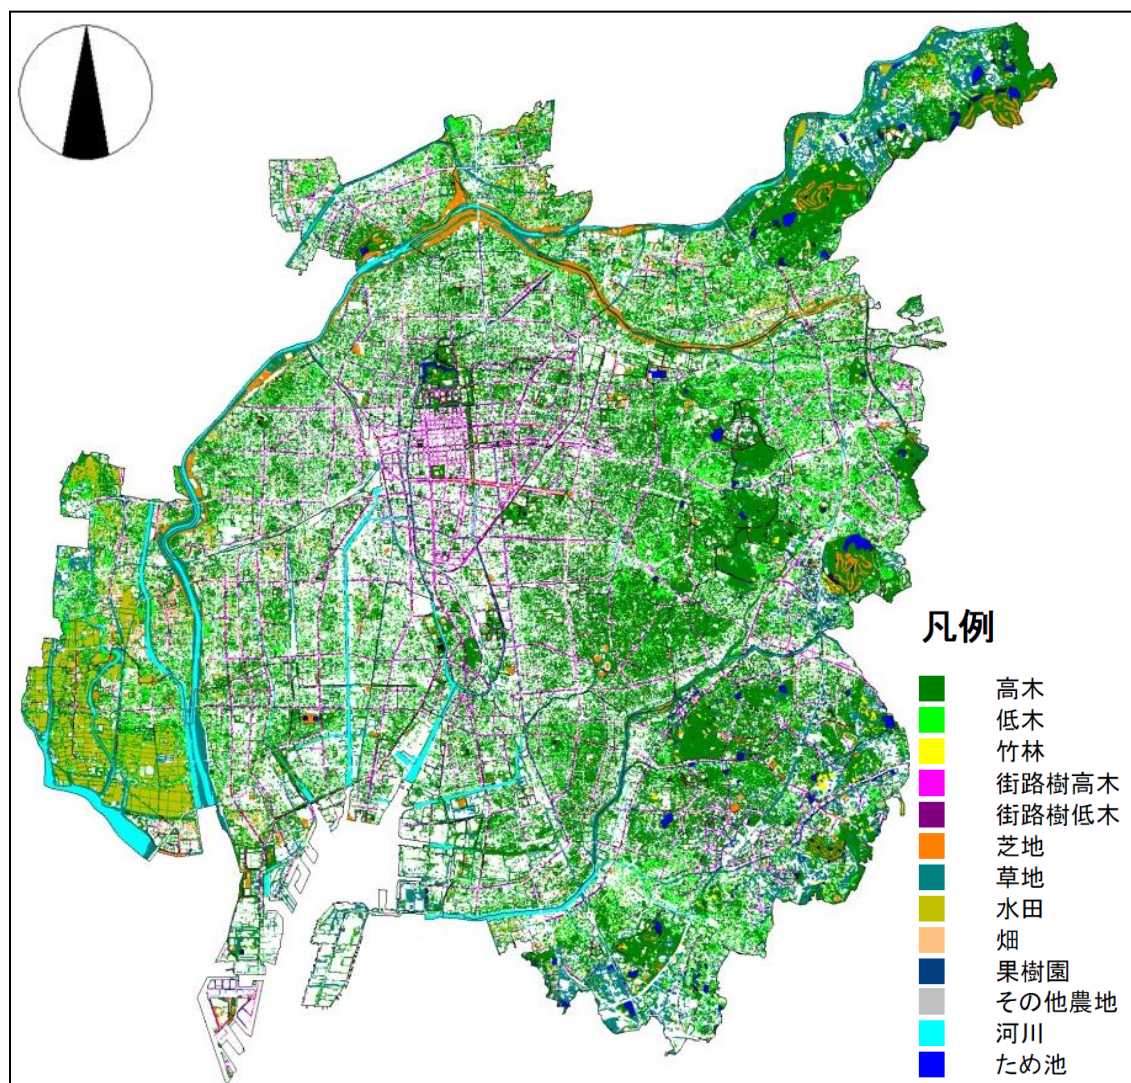 凡例
高木
低木
竹林
街路樹高木
街路樹低木
芝地
草地
水田
畑
果樹園
その他農地
河川
ため池